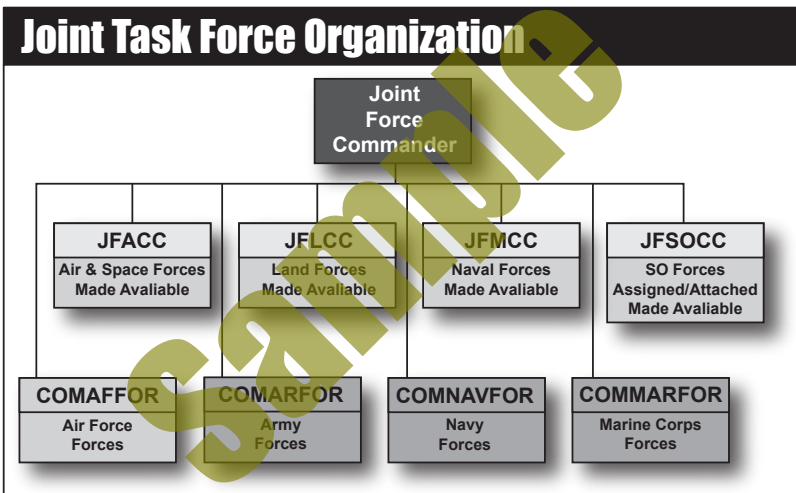 Joint Task Force Organization
Joint
Force
Commander
JFACC
Air & Space Forces
Made Avaliable
JFLCC
Land Forces
Made Avaliable
JFMCC
Naval Forces
Made Avaliable
JFSOCC
SO Forces
Assigned/Attached
Made Avaliable
COMAFFOR
Air Force
Forces
COMARFOR
Army
Forces
COMNAVFOR
Navy
Forces
COMMARFOR
Marine Corps
Forces
Sample